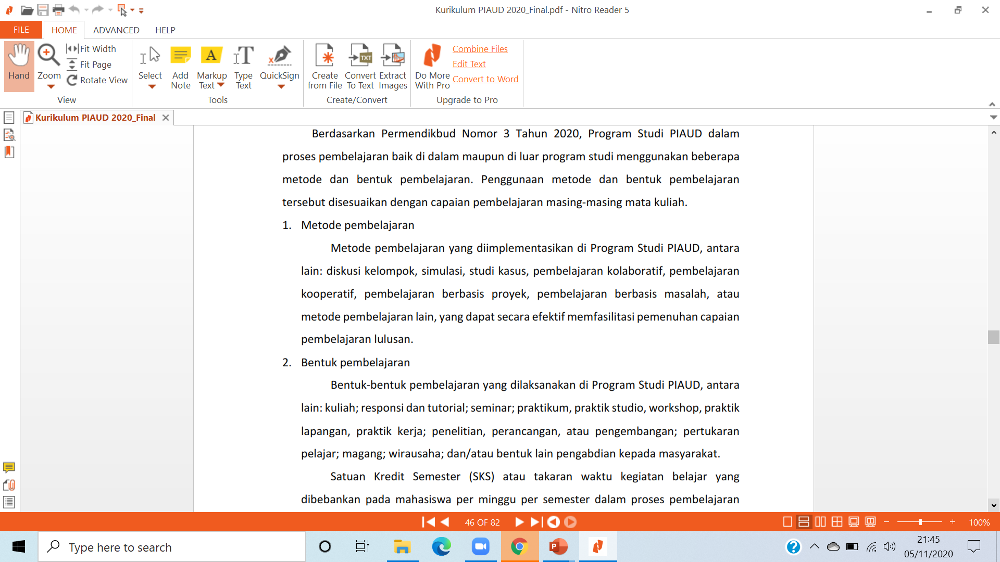 Kurikulum PIAUD 2020_Final.pdf - Nitro Reader 5
FILE HOME ADVANCED HELP
Hand
Zoom
Fit Width
Fit Page
Rotate View
View
Select
Add Note
Markup Text
Type Text
QuickSign
Tools
Create from File
Convert To Text
TXT
Extract Images
Create/Convert
Do More With Pro
Combine Files
Edit Text
Convert to Word
Upgrade to Pro
Kurikulum PIAUD 2020_Final
Berdasarkan Permendikbud Nomor 3 Tahun 2020, Program Studi PIAUD dalam
proses pembelajaran baik di dalam maupun di luar program studi menggunakan beberapa
metode dan bentuk pembelajaran. Penggunaan metode dan bentuk pembelajaran
tersebut disesuaikan dengan capaian pembelajaran masing-masing mata kuliah.
1. Metode pembelajaran
Metode pembelajaran yang diimplementasikan di Program Studi PIAUD, antara
lain: diskusi kelompok, simulasi, studi kasus, pembelajaran kolaboratif, pembelajaran
kooperatif, pembelajaran berbasis proyek, pembelajaran berbasis masalah, atau
metode pembelajaran lain, yang dapat secara efektif memfasilitasi pemenuhan capaian
pembelajaran lulusan.
2. Bentuk pembelajaran
Bentuk-bentuk pembelajaran yang dilaksanakan di Program Studi PIAUD, antara
lain: kuliah; responsi dan tutorial; seminar; praktikum, praktik studio, workshop, praktik
lapangan, praktik kerja; penelitian, perancangan, atau pengembangan; pertukaran
pelajar; magang; wirausaha; dan/atau bentuk lain pengabdian kepada masyarakat.
Satuan Kredit Semester (SKS) atau takaran waktu kegiatan belajar yang
dibebankan pada mahasiswa per minggu per semester dalam proses pembelajaran
46 OF 82
100%
Type here to search
21:45
05/11/2020